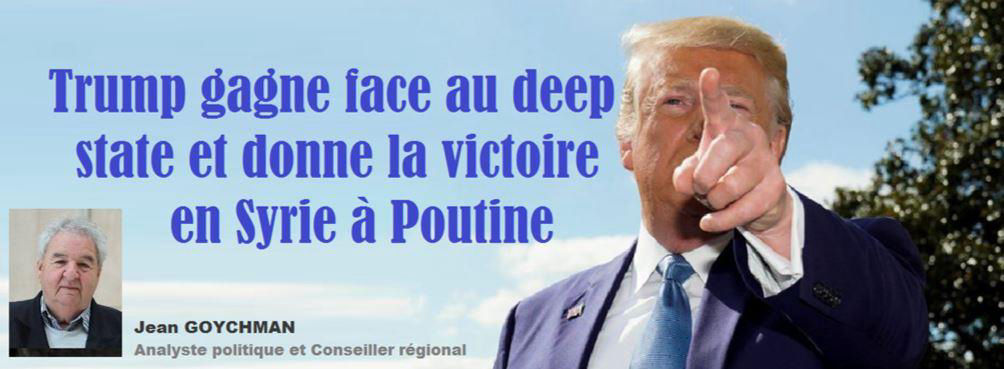 Trump gagne face au deep
state et donne la victoire
en Syrie à Poutine
Jean GOYCHMAN
Analyste politique et Conseiller régional